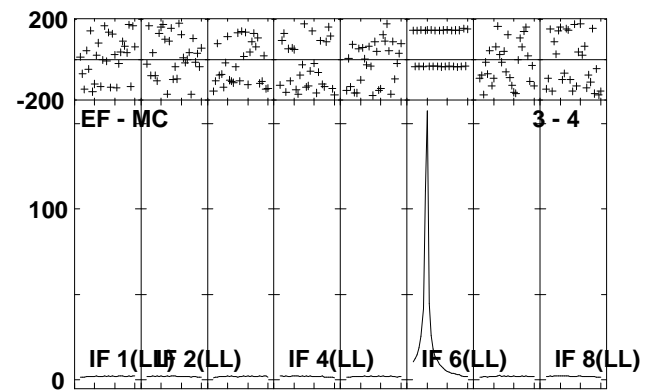 200
-200
EF - MC 3 - 4
100
IF 1(LL) IF 2(LL) IF 4(LL) IF 6(LL) IF 8(LL)
0